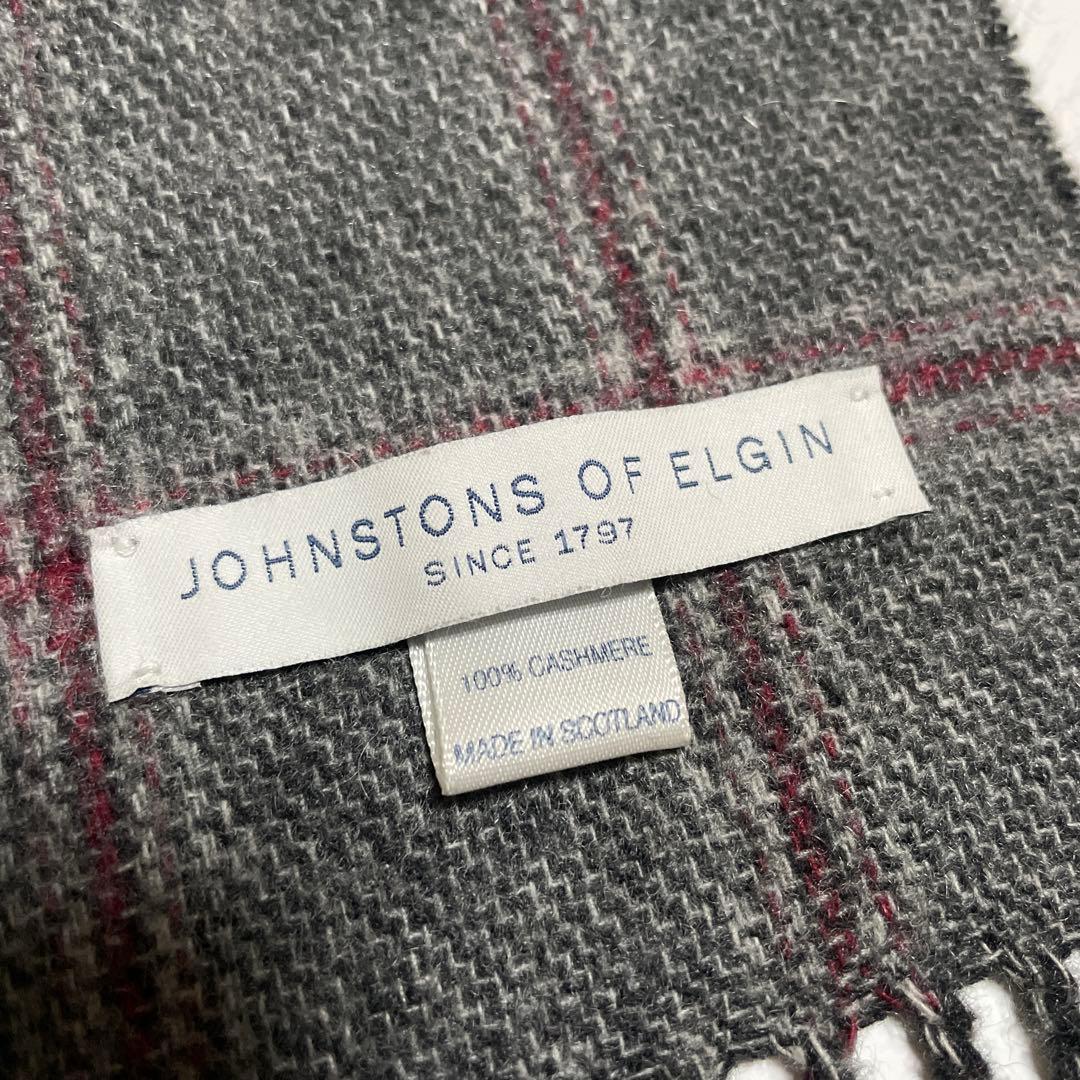 JOHNSTONS OF ELGIN
SINCE 1797
100% CASHMERE
MADE IN SCOTLAND